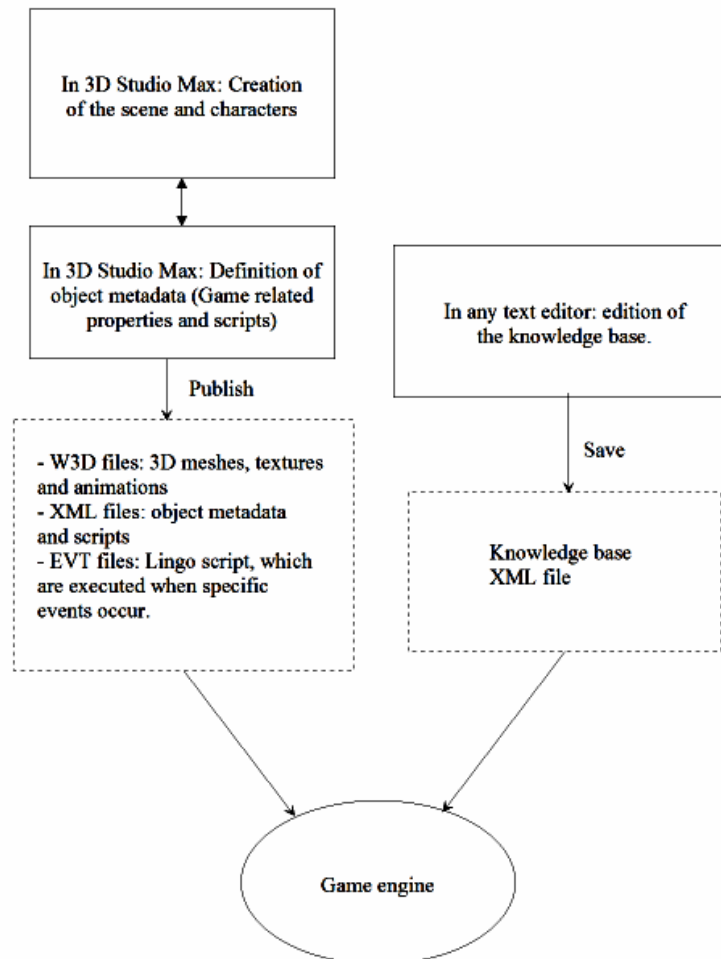 In 3D Studio Max: Creation
of the scene and characters
In 3D Studio Max: Definition of
object metadata (Game related
properties and scripts)
Publish
- W3D files: 3D meshes, textures
and animations
- XML files: object metadata
and scripts
- EVT files: Lingo script, which
are executed when specific
events occur.
In any text editor: edition of
the knowledge base.
Save
Knowledge base
XML file
Game engine